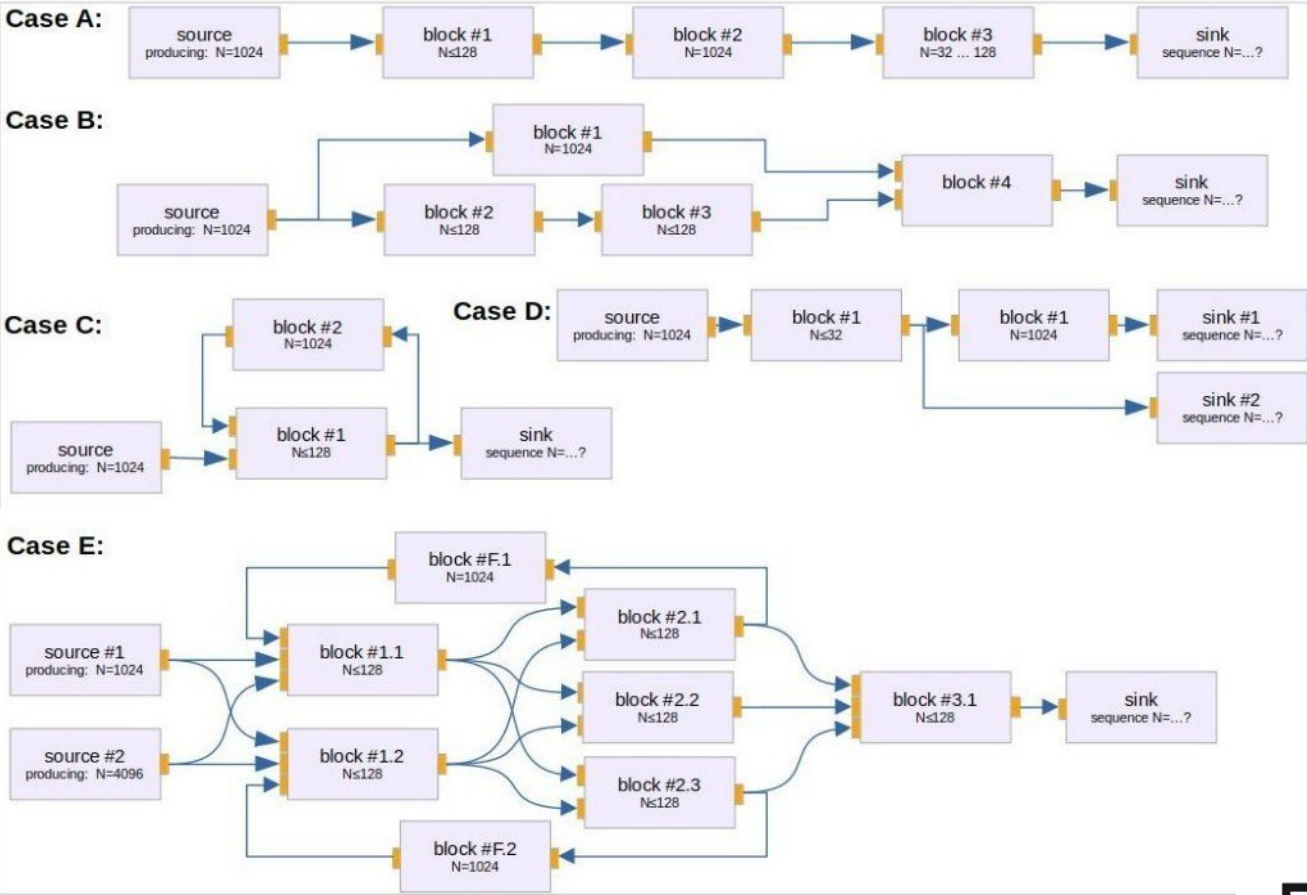 Case A:
source
producing: N=1024
block #1
N≤128
block #2
N=1024
block #3
N=32 ... 128
sink
sequence N=...?
Case B:
block #1
N=1024
source
producing: N=1024
block #2
N≤128
block #3
N≤128
block #4
sink
sequence N=...?
Case C:
block #2
N=1024
source
producing: N=1024
block #1
N≤128
sink
sequence N=...?
Case D:
source
producing: N=1024
block #1
N≤32
block #1
N=1024
sink #1
sequence N=...?
sink #2
sequence N=...?
Case E:
block #F.1
N=1024
source #1
producing: N=1024
source #2
producing: N=4096
block #1.1
N≤128
block #1.2
N≤128
block #2.1
N≤128
block #2.2
N≤128
block #2.3
N≤128
block #3.1
N≤128
sink
sequence N=...?
block #F.2
N=1024